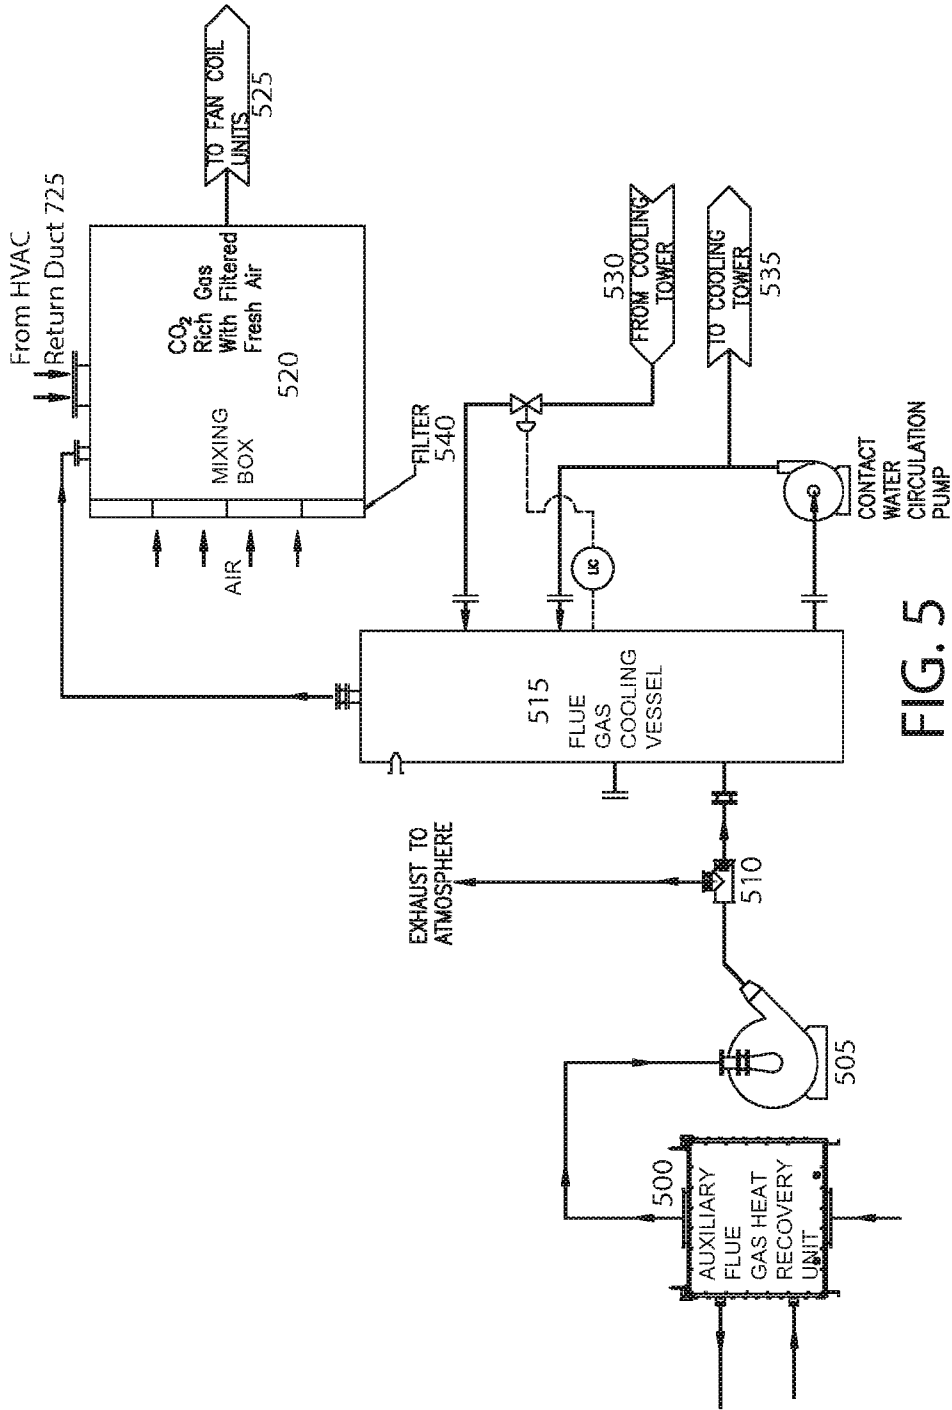 From HVAC
Return Duct 725
TO FAN COIL
UNITS
525
CO2
Rich Gas
With Filtered
Fresh Air
520
MIXING
BOX
FILTER
540
AIR
530
FROM COOLING
TOWER
TO COOLING
TOWER
535
CONTACT
WATER
CIRCULATION
PUMP
LIC
515
FLUE
GAS
COOLING
VESSEL
EXHAUST TO
ATMOSPHERE
510
505
500
AUXILIARY
FLUE
GAS HEAT
RECOVERY
UNIT
FIG. 5